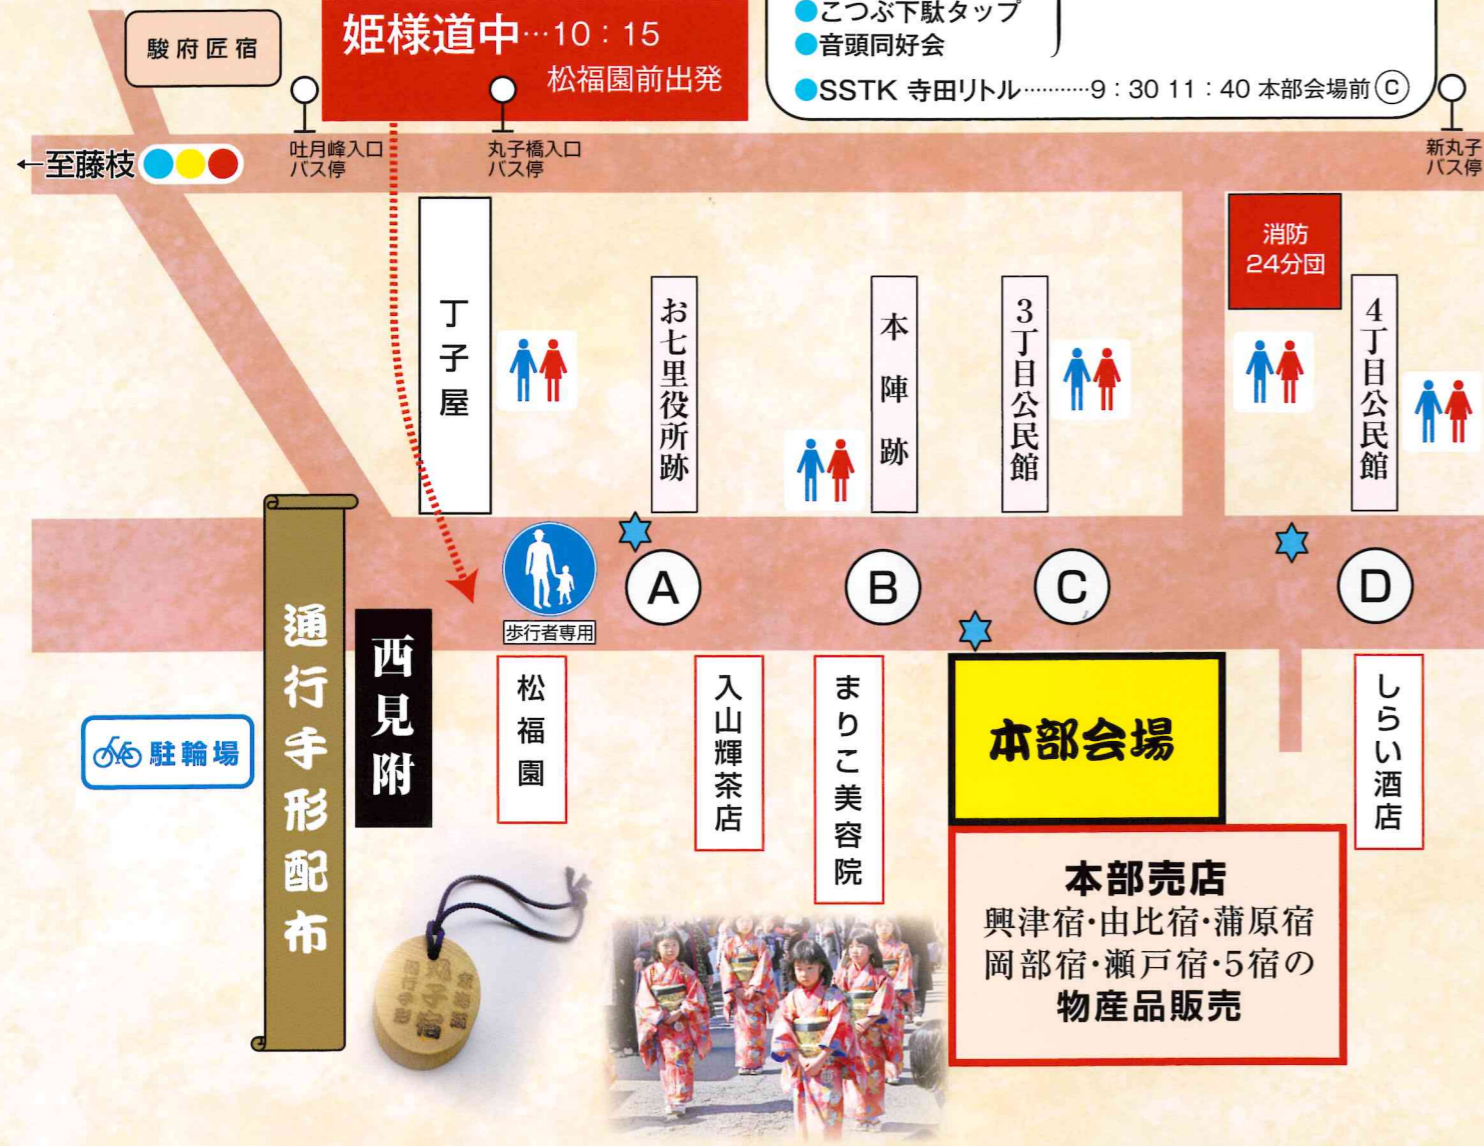 駿府匠宿
姫様道中…10：15
松福園前出発
●こつぶ下駄タップ
●音頭同好会
●SSTK 寺田リトル…………9：30 11：40 本部会場前Ⓒ
←至藤枝
吐月峰入口
バス停
丸子橋入口
バス停
新丸子
バス停
消防
24分団
丁子屋
お七里役所跡
本陣跡
3丁目公民館
4丁目公民館
A
B
C
D
歩行者専用
通行手形配布
西見附
駐輪場
松福園
入山輝茶店
まりこ美容院
本部会場
しらい酒店
本部売店
興津宿・由比宿・蒲原宿
岡部宿・瀬戸宿・5宿の
物産品販売